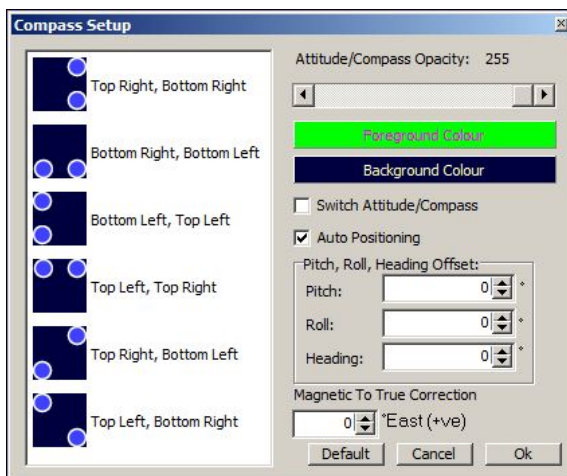 Compass Setup
Top Right, Bottom Right
Bottom Right, Bottom Left
Bottom Left, Top Left
Top Left, Top Right
Top Right, Bottom Left
Top Left, Bottom Right
Attitude/Compass Opacity: 255
Foreground Colour
Background Colour
Switch Attitude/Compass
Auto Positioning
Pitch, Roll, Heading Offset:
Pitch: 0 °
Roll: 0 °
Heading: 0 °
Magnetic To True Correction
0 °East (+ve)
Default Cancel Ok